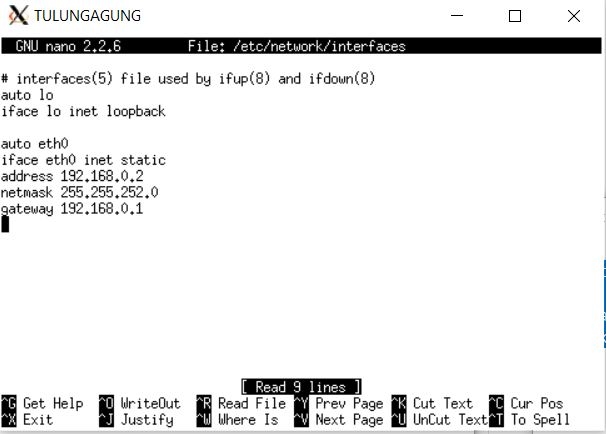 TULUNGAGUNG
GNU nano 2.2.6 File: /etc/network/interfaces
# interfaces(5) file used by ifup(8) and ifdown(8)
auto lo
iface lo inet loopback
auto eth0
iface eth0 inet static
address 192.168.0.2
netmask 255.255.252.0
gateway 192.168.0.1
[ Read 9 lines ]
^G Get Help ^O WriteOut ^R Read File ^Y Prev Page ^K Cut Text ^C Cur Pos
^X Exit ^J Justify ^W Where Is ^V Next Page ^U UnCut Text ^T To Spell